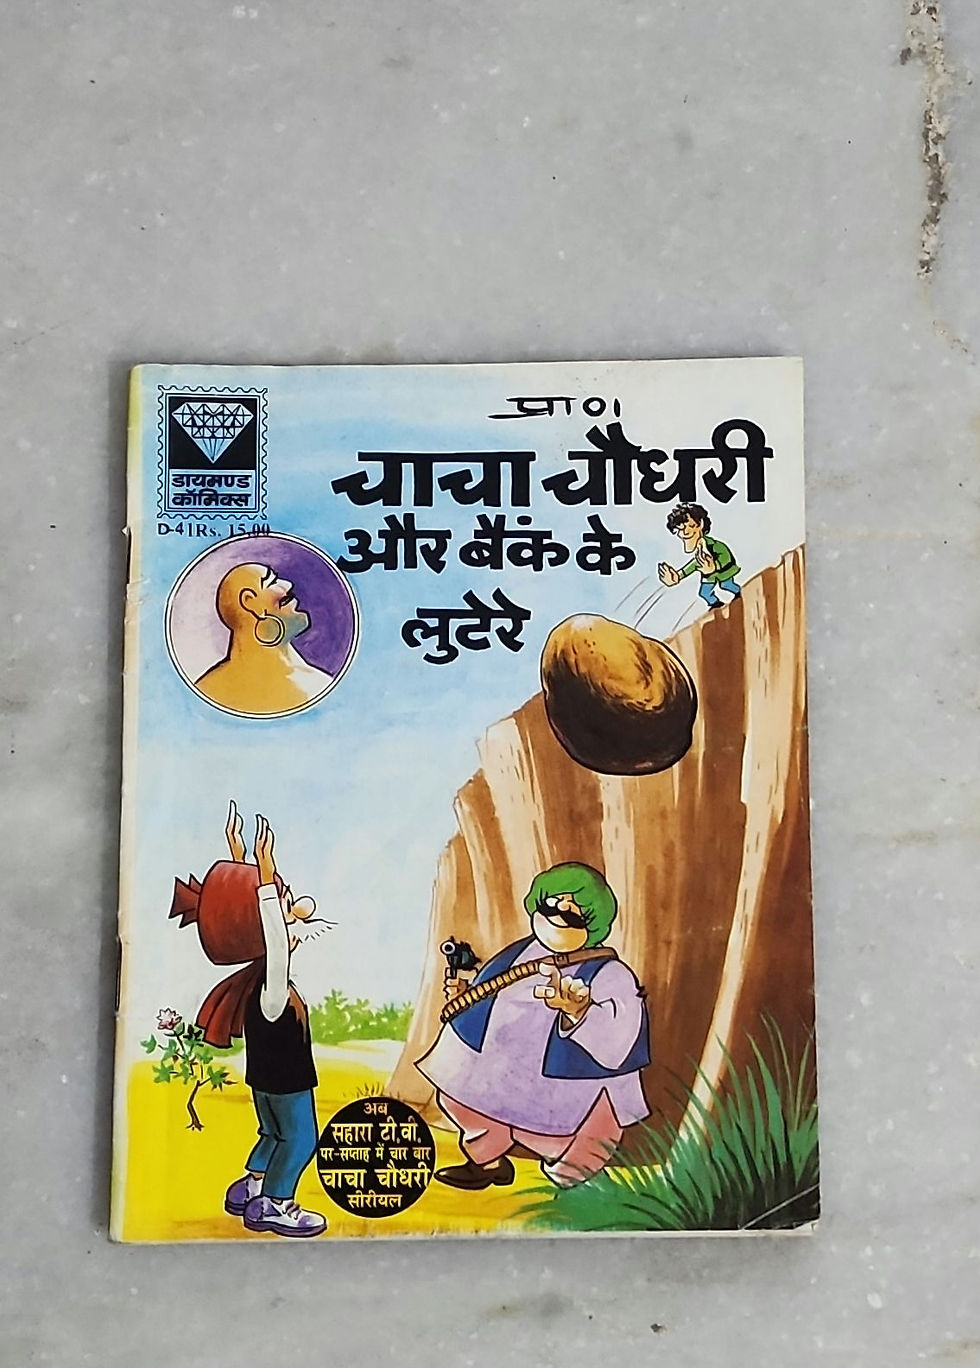 प्राण
चाचा चौधरी
और बैंक के
लुटेरे
डायमण्ड
कॉमिक्स
D-41Rs. 15.00
अब
सहारा टी.वी.
पर-सप्ताह में चार बार
चाचा चौधरी
सीरीयल